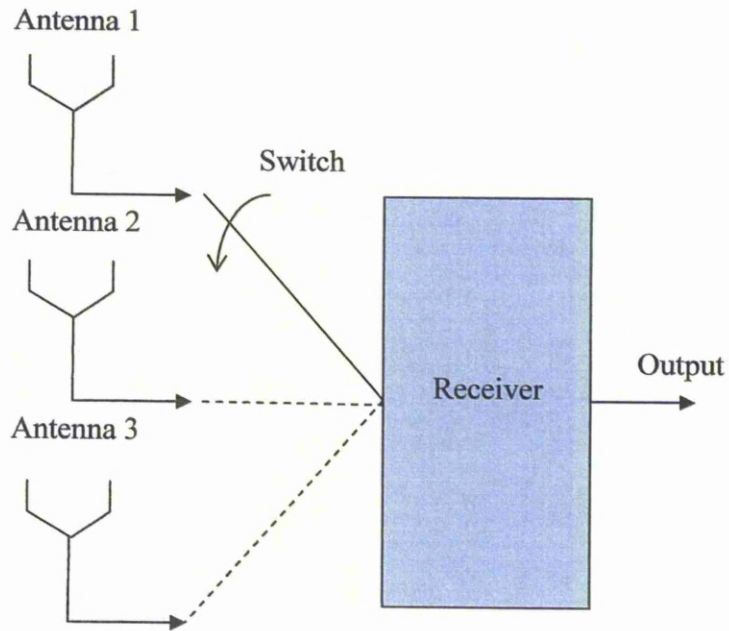 Antenna 1
Switch
Antenna 2
Receiver
Output
Antenna 3